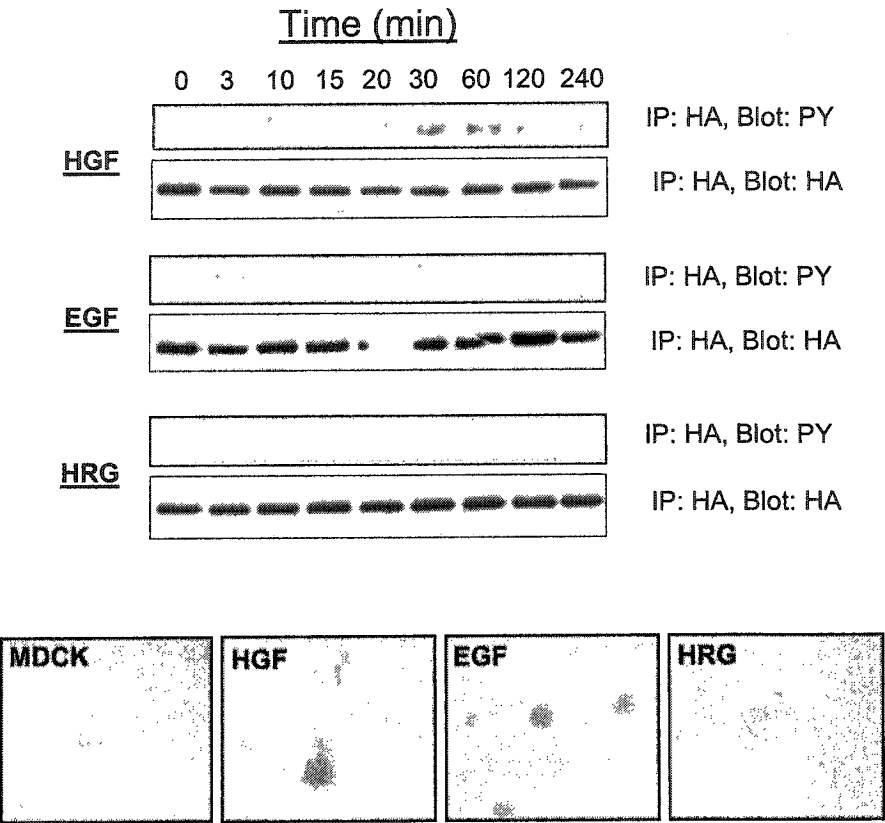 Time (min)
0 3 10 15 20 30 60 120 240
IP: HA, Blot: PY
HGF
IP: HA, Blot: HA
IP: HA, Blot: PY
EGF
IP: HA, Blot: HA
IP: HA, Blot: PY
HRG
IP: HA, Blot: HA
MDCK HGF EGF HRG